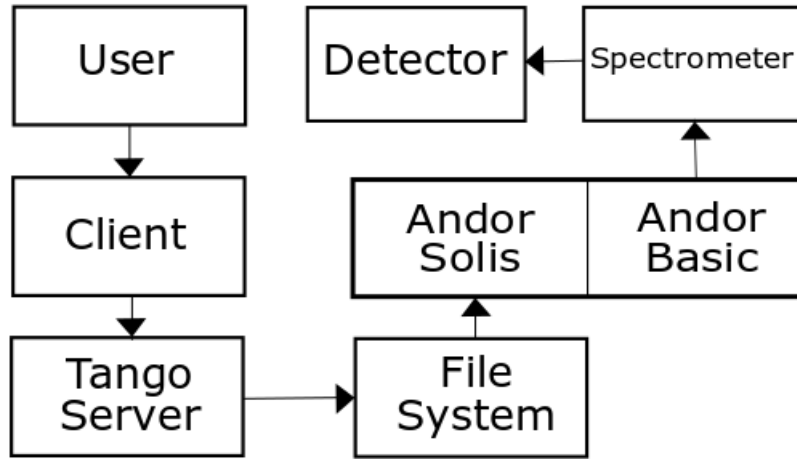 User
Detector
Spectrometer
Client
Andor
Solis
Andor
Basic
Tango
Server
File
System